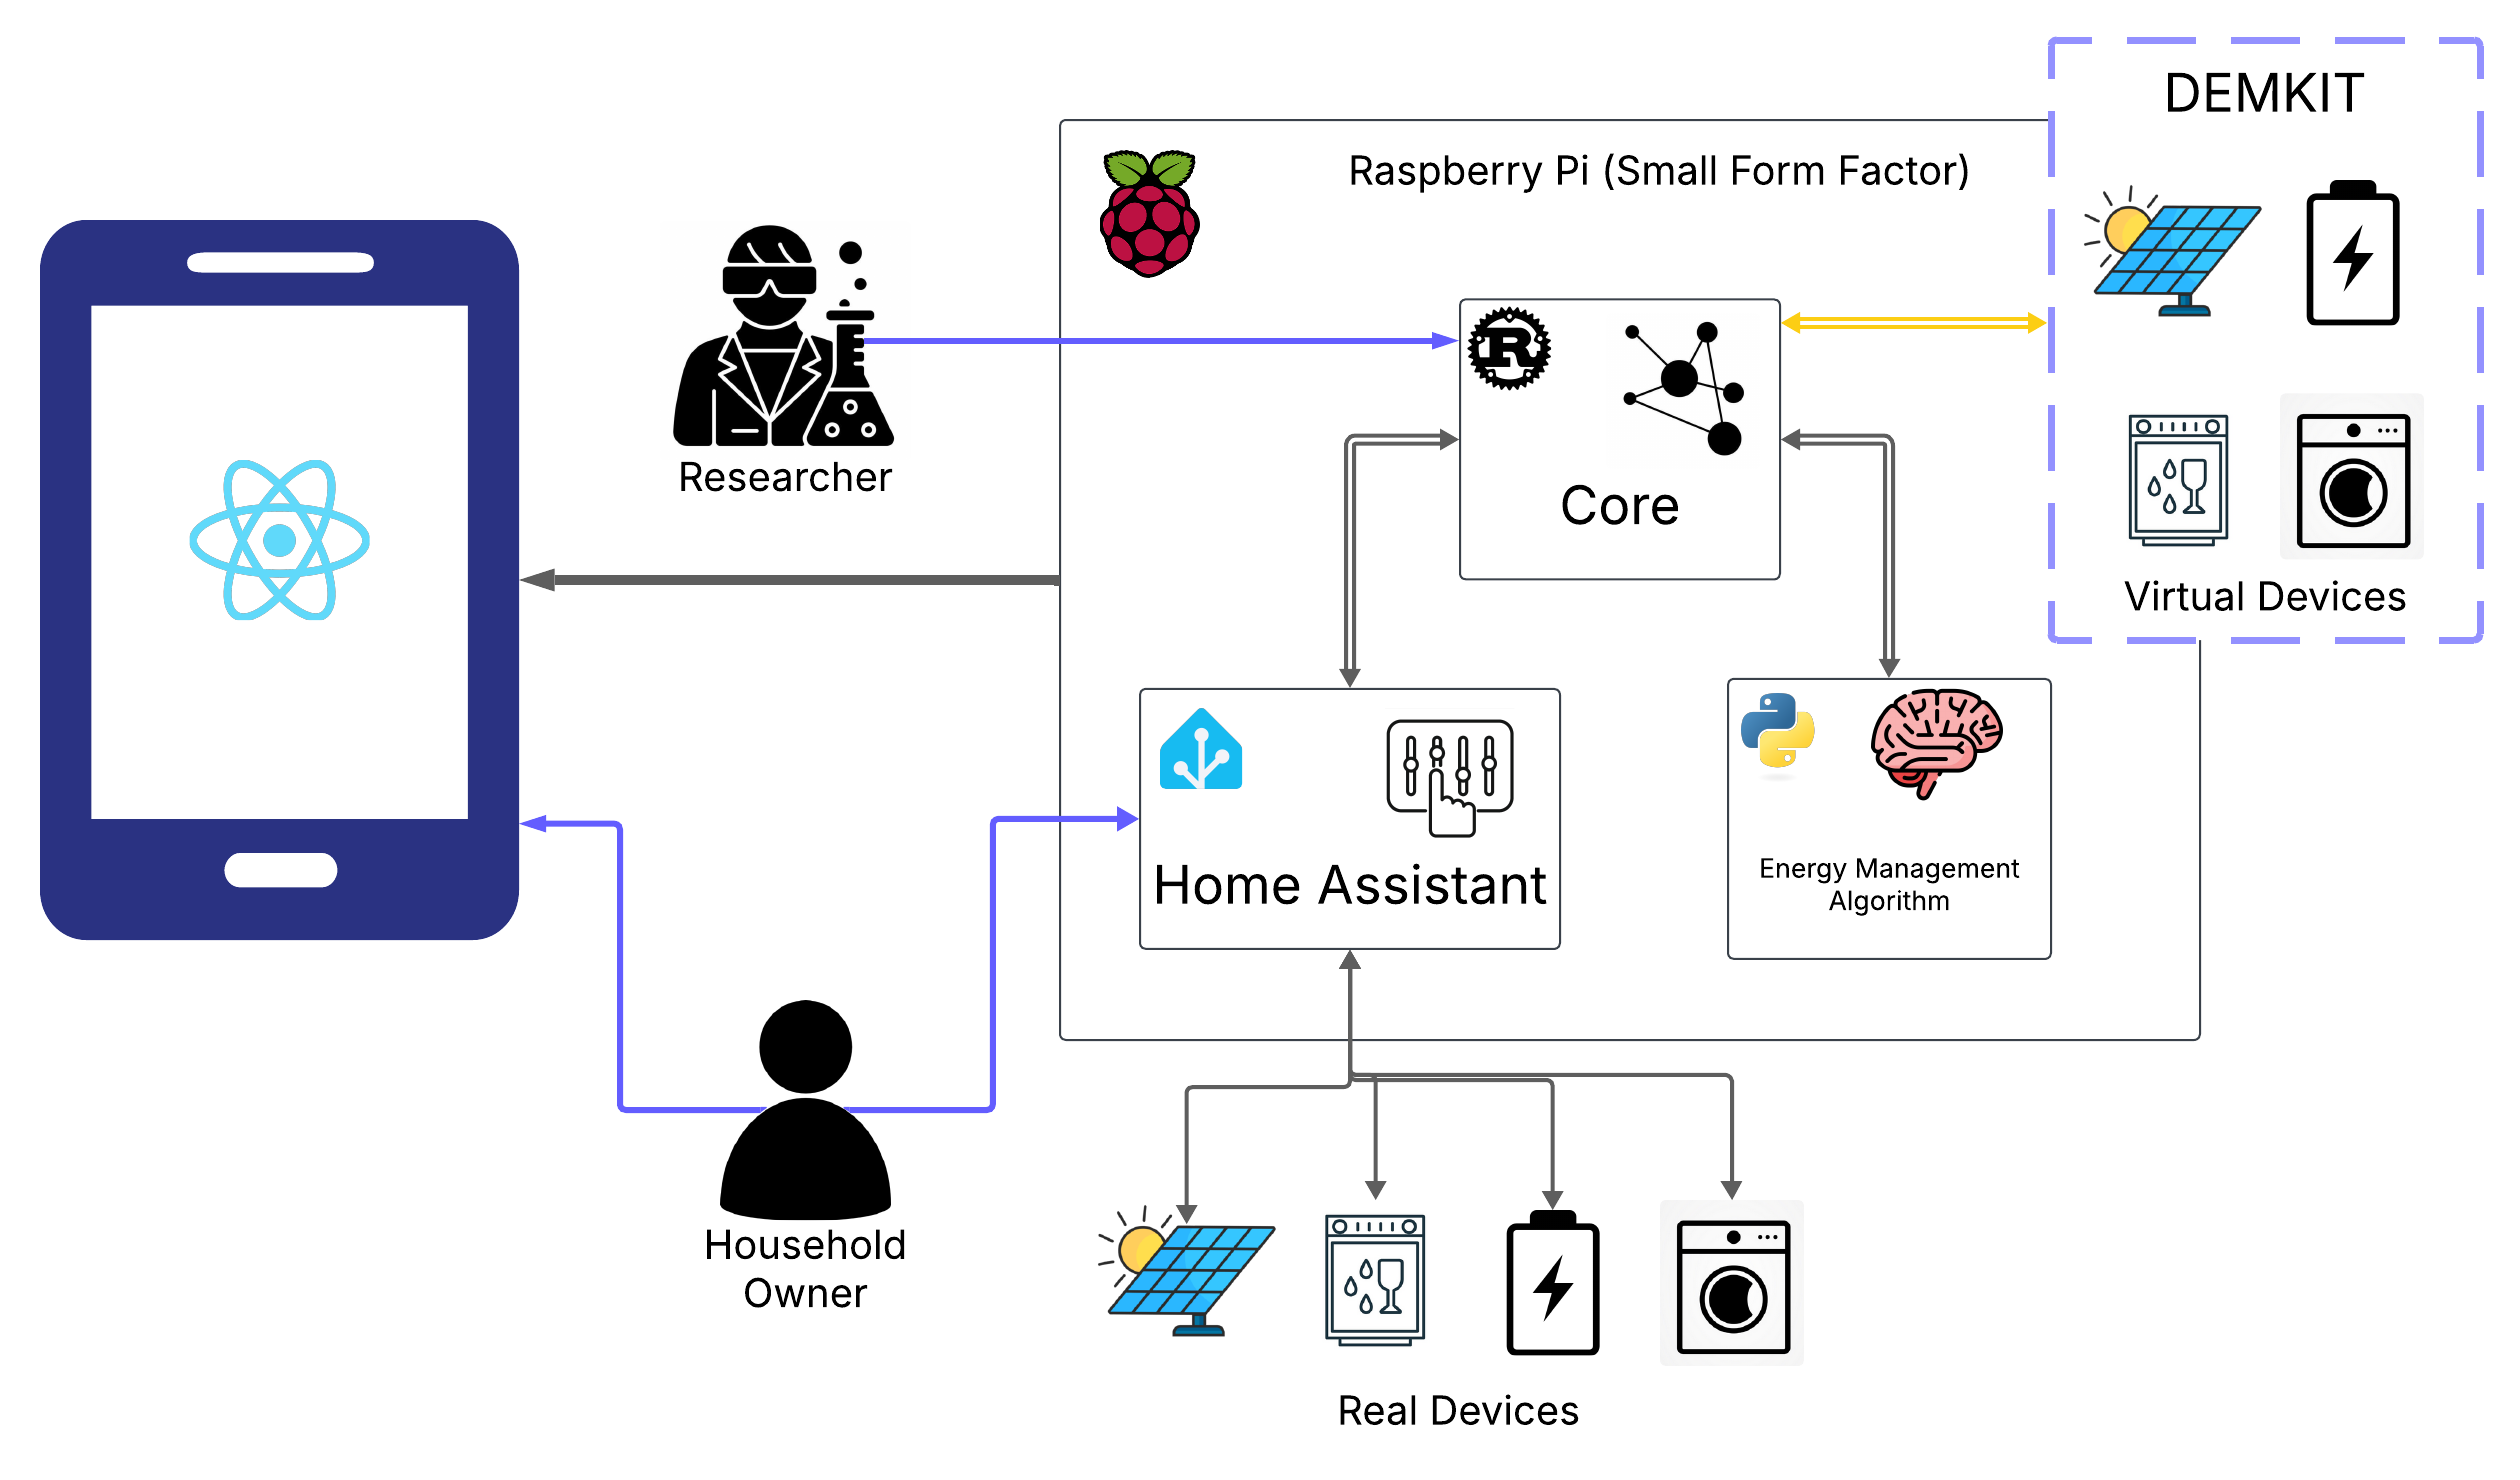 DEMKIT
Raspberry Pi (Small Form Factor)
Researcher
Core
Virtual Devices
Home Assistant
Energy Management
Algorithm
Household
Owner
Real Devices